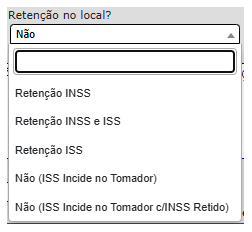 Retenção no local?
Não
Retenção INSS
Retenção INSS e ISS
Retenção ISS
Não (ISS Incide no Tomador)
Não (ISS Incide no Tomador c/INSS Retido)